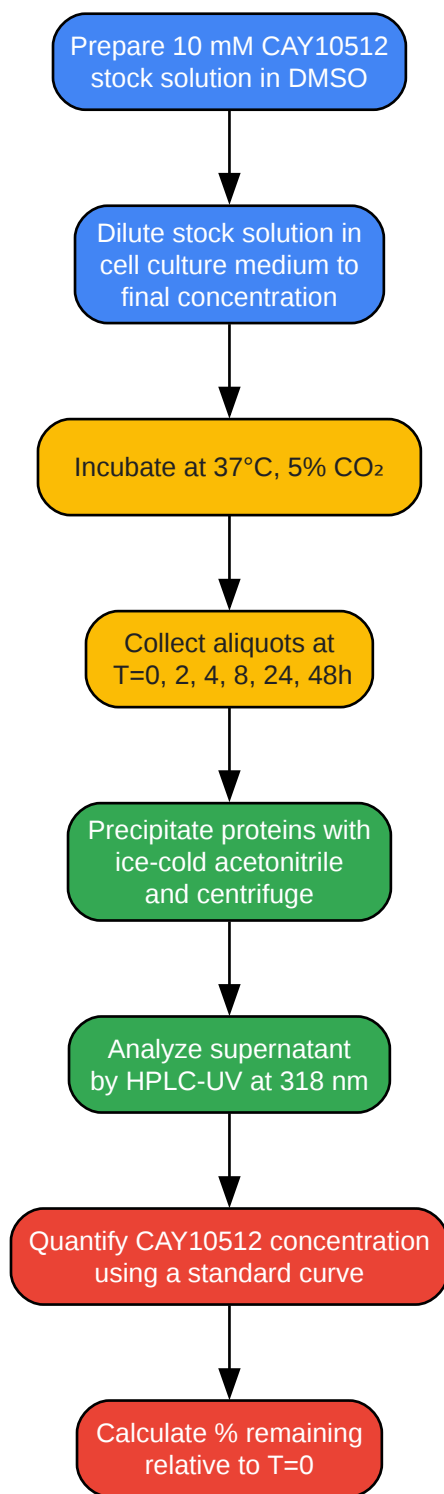 Prepare 10 mM CAY10512
stock solution in DMSO
Dilute stock solution in
cell culture medium to
final concentration
Incubate at 37°C, 5% CO₂
Collect aliquots at
T=0, 2, 4, 8, 24, 48h
Precipitate proteins with
ice-cold acetonitrile
and centrifuge
Analyze supernatant
by HPLC-UV at 318 nm
Quantify CAY10512 concentration
using a standard curve
Calculate % remaining
relative to T=0